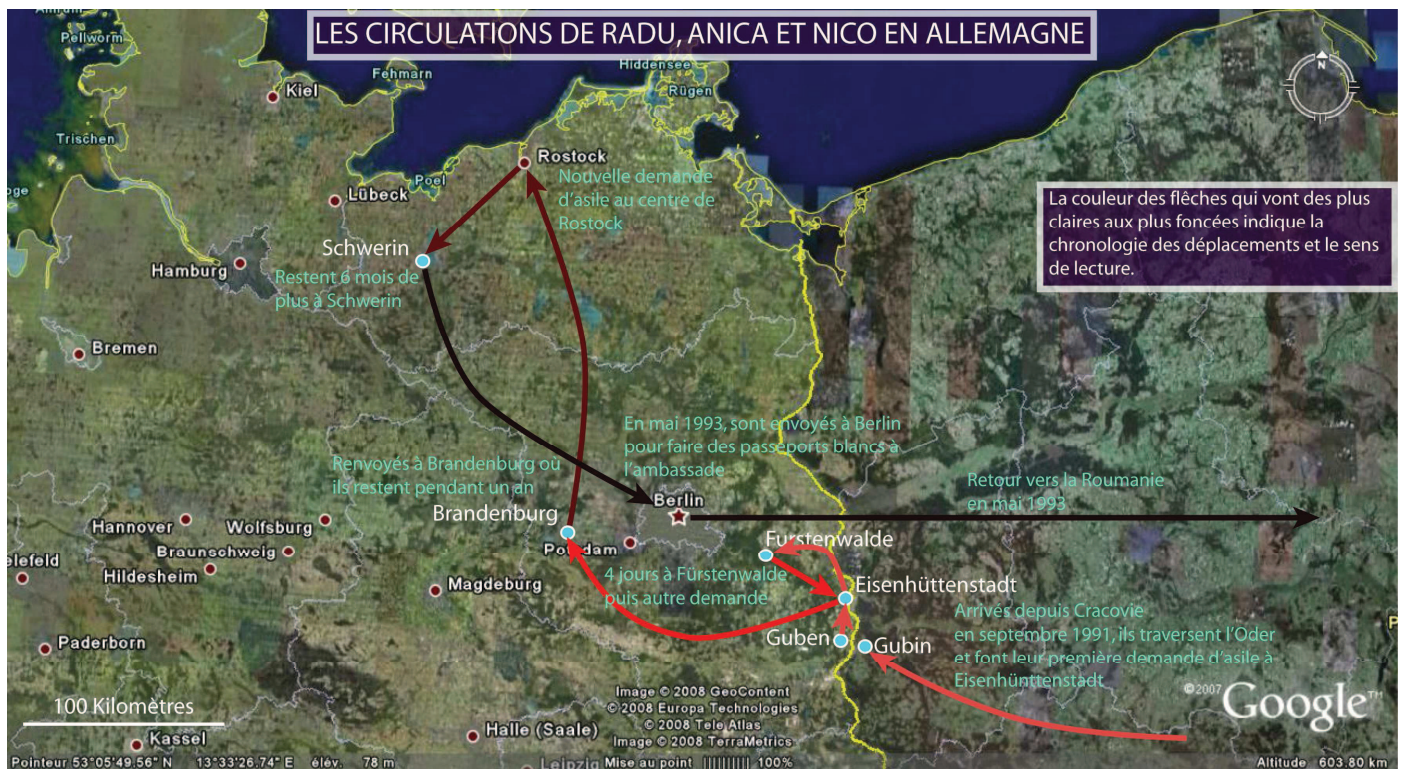 LES CIRCULATIONS DE RADU, ANICA ET NICO EN ALLEMAGNE
Pellworm
Fehmarn
Hiddensee
Rügen
Kiel
Trischen
Rostock
Nouvelle demande
d'asile au centre de
Rostock
Poel
Lübeck
La couleur des flêches qui vont des plus
claires aux plus foncées indique la
chronologie des déplacements et le sens
de lecture.
Schwerin
Restent 6 mois de
plus à Schwerin
Hamburg
Bremen
En mai 1993, sont envoyés à Berlin
pour faire des passeports blancs à
l'ambassade
Renvoyés à Brandenburg où
ils restent pendant un an
Brandenburg
Berlin
Retour vers la Roumanie
en mai 1993
Hannover
Wolfsburg
Braunschweig
Potsdam
Fürstenwalde
elefeld
Hildesheim
Magdeburg
4 jours à Fürstenwalde
puis autre demande
Eisenhüttenstadt
Arrivés depuis Cracovie
en septembre 1991, ils traversent l'Oder
et font leur première demande d'asile à
Eisenhünttenstadt
Guben
Gubin
Paderborn
100 Kilomètres
Kassel
Halle (Saale)
Leipzig
Image © 2008 GeoContent
© 2008 Europa Technologies
© 2008 Tele Atlas
Image © 2008 TerraMetrics
©2007 Google™
Pointeur 53°05'49.56" N 13°33'26.74" E élév. 78 m
Mise au point |||||||||| 100%
Altitude 603.80 km